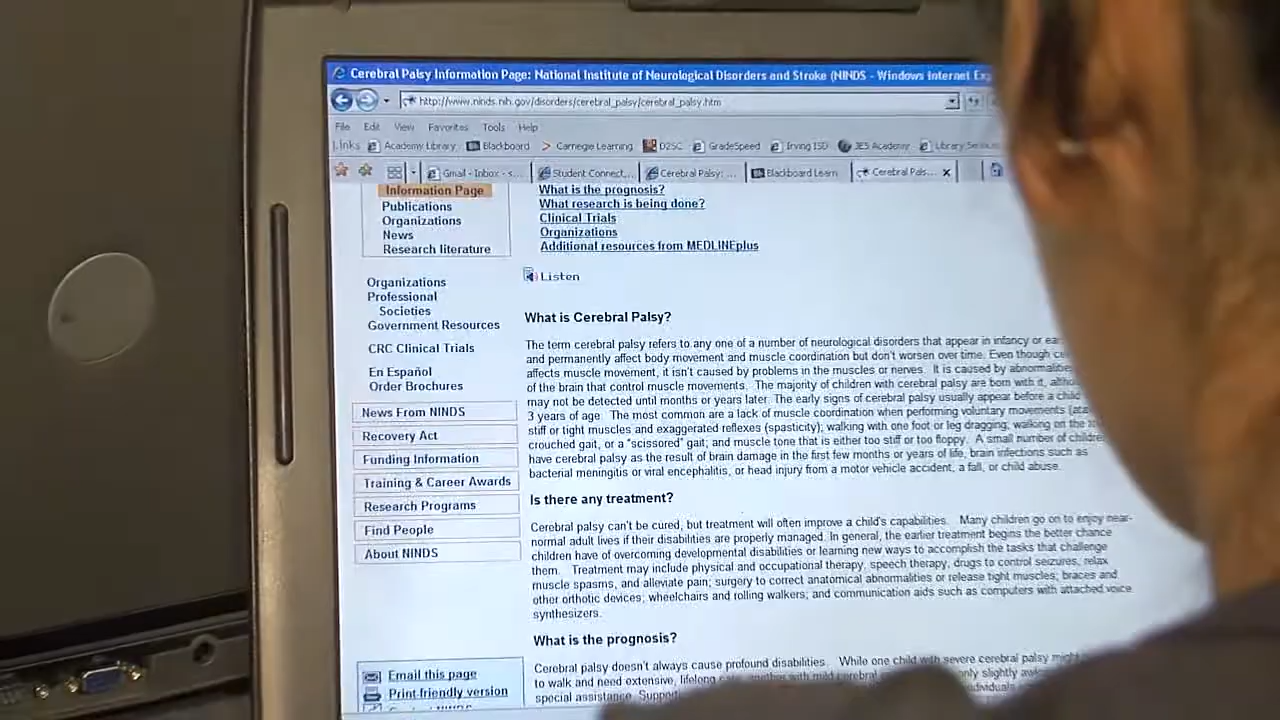 Cerebral Palsy Information Page: National Institute of Neurological Disorders and Stroke (NINDS - Windows Internet
http://www.ninds.nih.gov/disorders/cerebral_palsy/cerebral_palsy.htm
File Edit View Favorites Tools Help
Links Academy Library Blackboard Carnegie Learning D2SC GradeSpeed Irving ISD JES Academy Library
Gmail - Inbox - s... Student Connect,... Cerebral Palsy: ... Blackboard Learn Cerebral Pals...
Information Page
Publications
Organizations
News
Research literature
Organizations
Professional
Societies
Government Resources
CRC Clinical Trials
En Español
Order Brochures
News From NINDS
Recovery Act
Funding Information
Training & Career Awards
Research Programs
Find People
About NINDS
Email this page
Print-friendly version
What is the prognosis?
What research is being done?
Clinical Trials
Organizations
Additional resources from MEDLINEplus
Listen
What is Cerebral Palsy?
The term cerebral palsy refers to any one of a number of neurological disorders that appear in infancy or
and permanently affect body movement and muscle coordination but don't worsen over time. Even though
affects muscle movement, it isn't caused by problems in the muscles or nerves. It is caused by
of the brain that control muscle movements. The majority of children with cerebral palsy are born with it,
may not be detected until months or years later. The early signs of cerebral palsy usually appear before a child
3 years of age. The most common are a lack of muscle coordination when performing voluntary movements
stiff or tight muscles and exaggerated reflexes (spasticity); walking with one foot or leg dragging; walking on the
crouched gait, or a "scissored" gait; and muscle tone that is either too stiff or too floppy. A small number of
have cerebral palsy as the result of brain damage in the first few months or years of life, brain infections such as
bacterial meningitis or viral encephalitis, or head injury from a motor vehicle accident, a fall, or child abuse.
Is there any treatment?
Cerebral palsy can't be cured, but treatment will often improve a child's capabilities. Many children go on to enjoy near-
normal adult lives if their disabilities are properly managed. In general, the earlier treatment begins the better chance
children have of overcoming developmental disabilities or learning new ways to accomplish the tasks that challenge
them. Treatment may include physical and occupational therapy, speech therapy, drugs to control seizures, relax
muscle spasms, and alleviate pain; surgery to correct anatomical abnormalities or release tight muscles; braces and
other orthotic devices; wheelchairs and rolling walkers; and communication aids such as computers with attached voice
synthesizers.
What is the prognosis?
Cerebral palsy doesn't always cause profound disabilities. While one child with severe cerebral palsy might
to walk and need extensive, lifelong care, another with mild cerebral only slightly
special assistance.